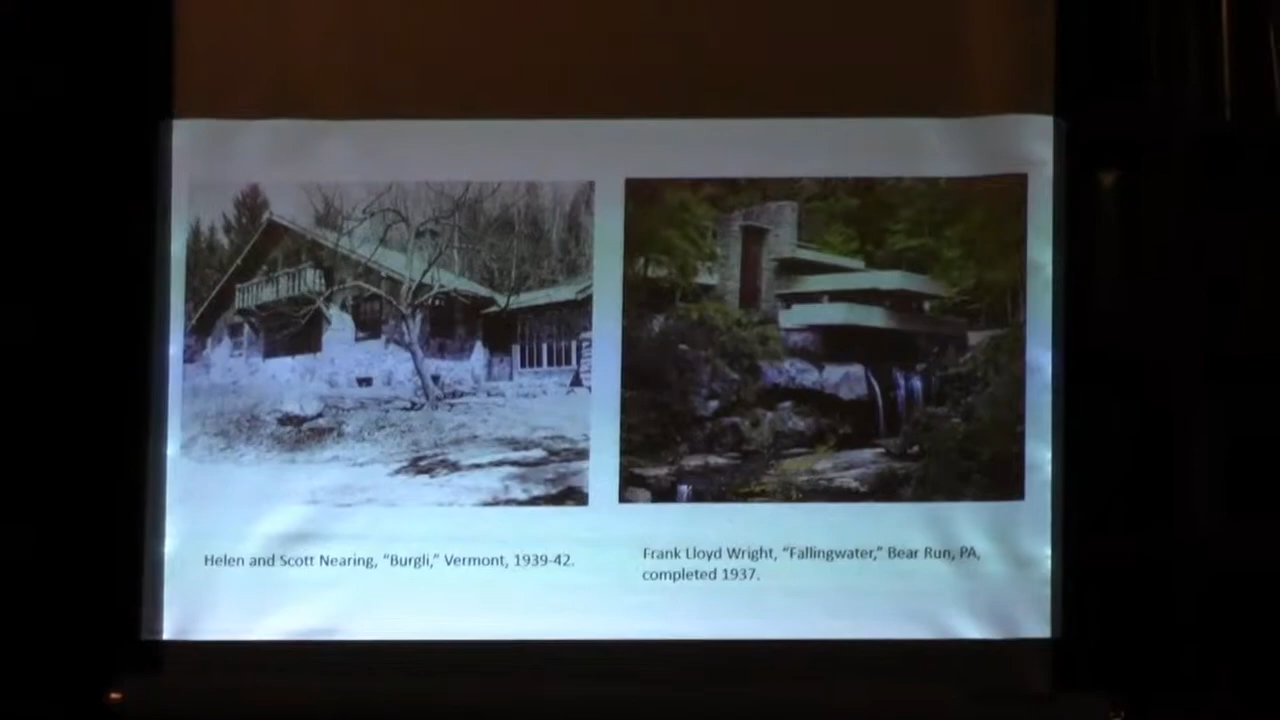 Helen and Scott Nearing, “Burgli,” Vermont, 1939-42.
Frank Lloyd Wright, “Fallingwater,” Bear Run, PA,
completed 1937.